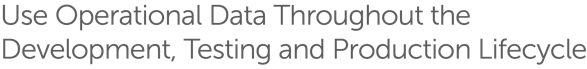 Use Operational Data Throughout the
Development, Testing and Production Lifecycle